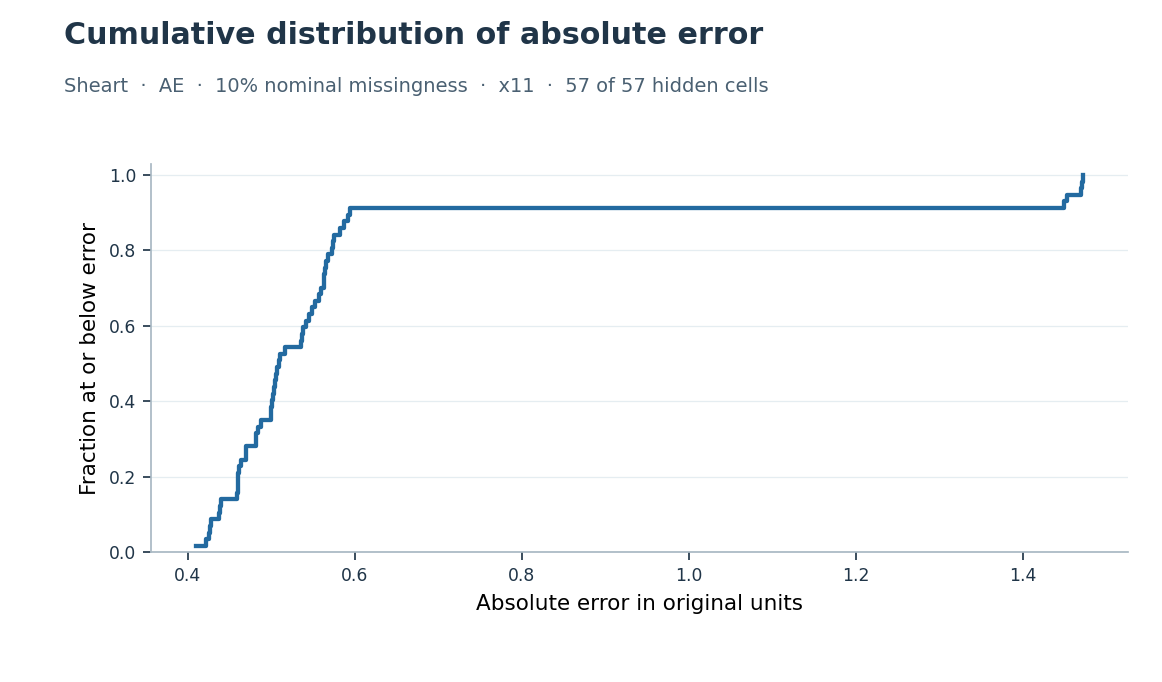 Cumulative distribution of absolute error
Sheart · AE · 10% nominal missingness · x11 · 57 of 57 hidden cells
Fraction at or below error
1.0
0.8
0.6
0.4
0.2
0.0
0.4 0.6 0.8 1.0 1.2 1.4
Absolute error in original units